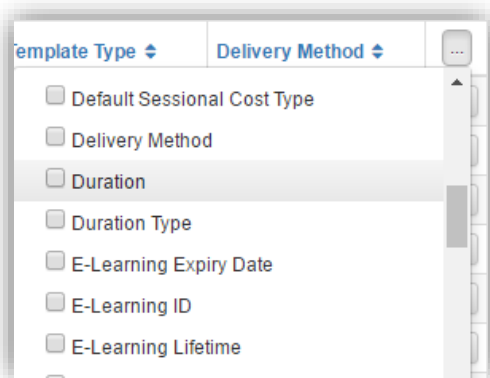 Template Type Delivery Method ...
Default Sessional Cost Type
Delivery Method
Duration
Duration Type
E-Learning Expiry Date
E-Learning ID
E-Learning Lifetime